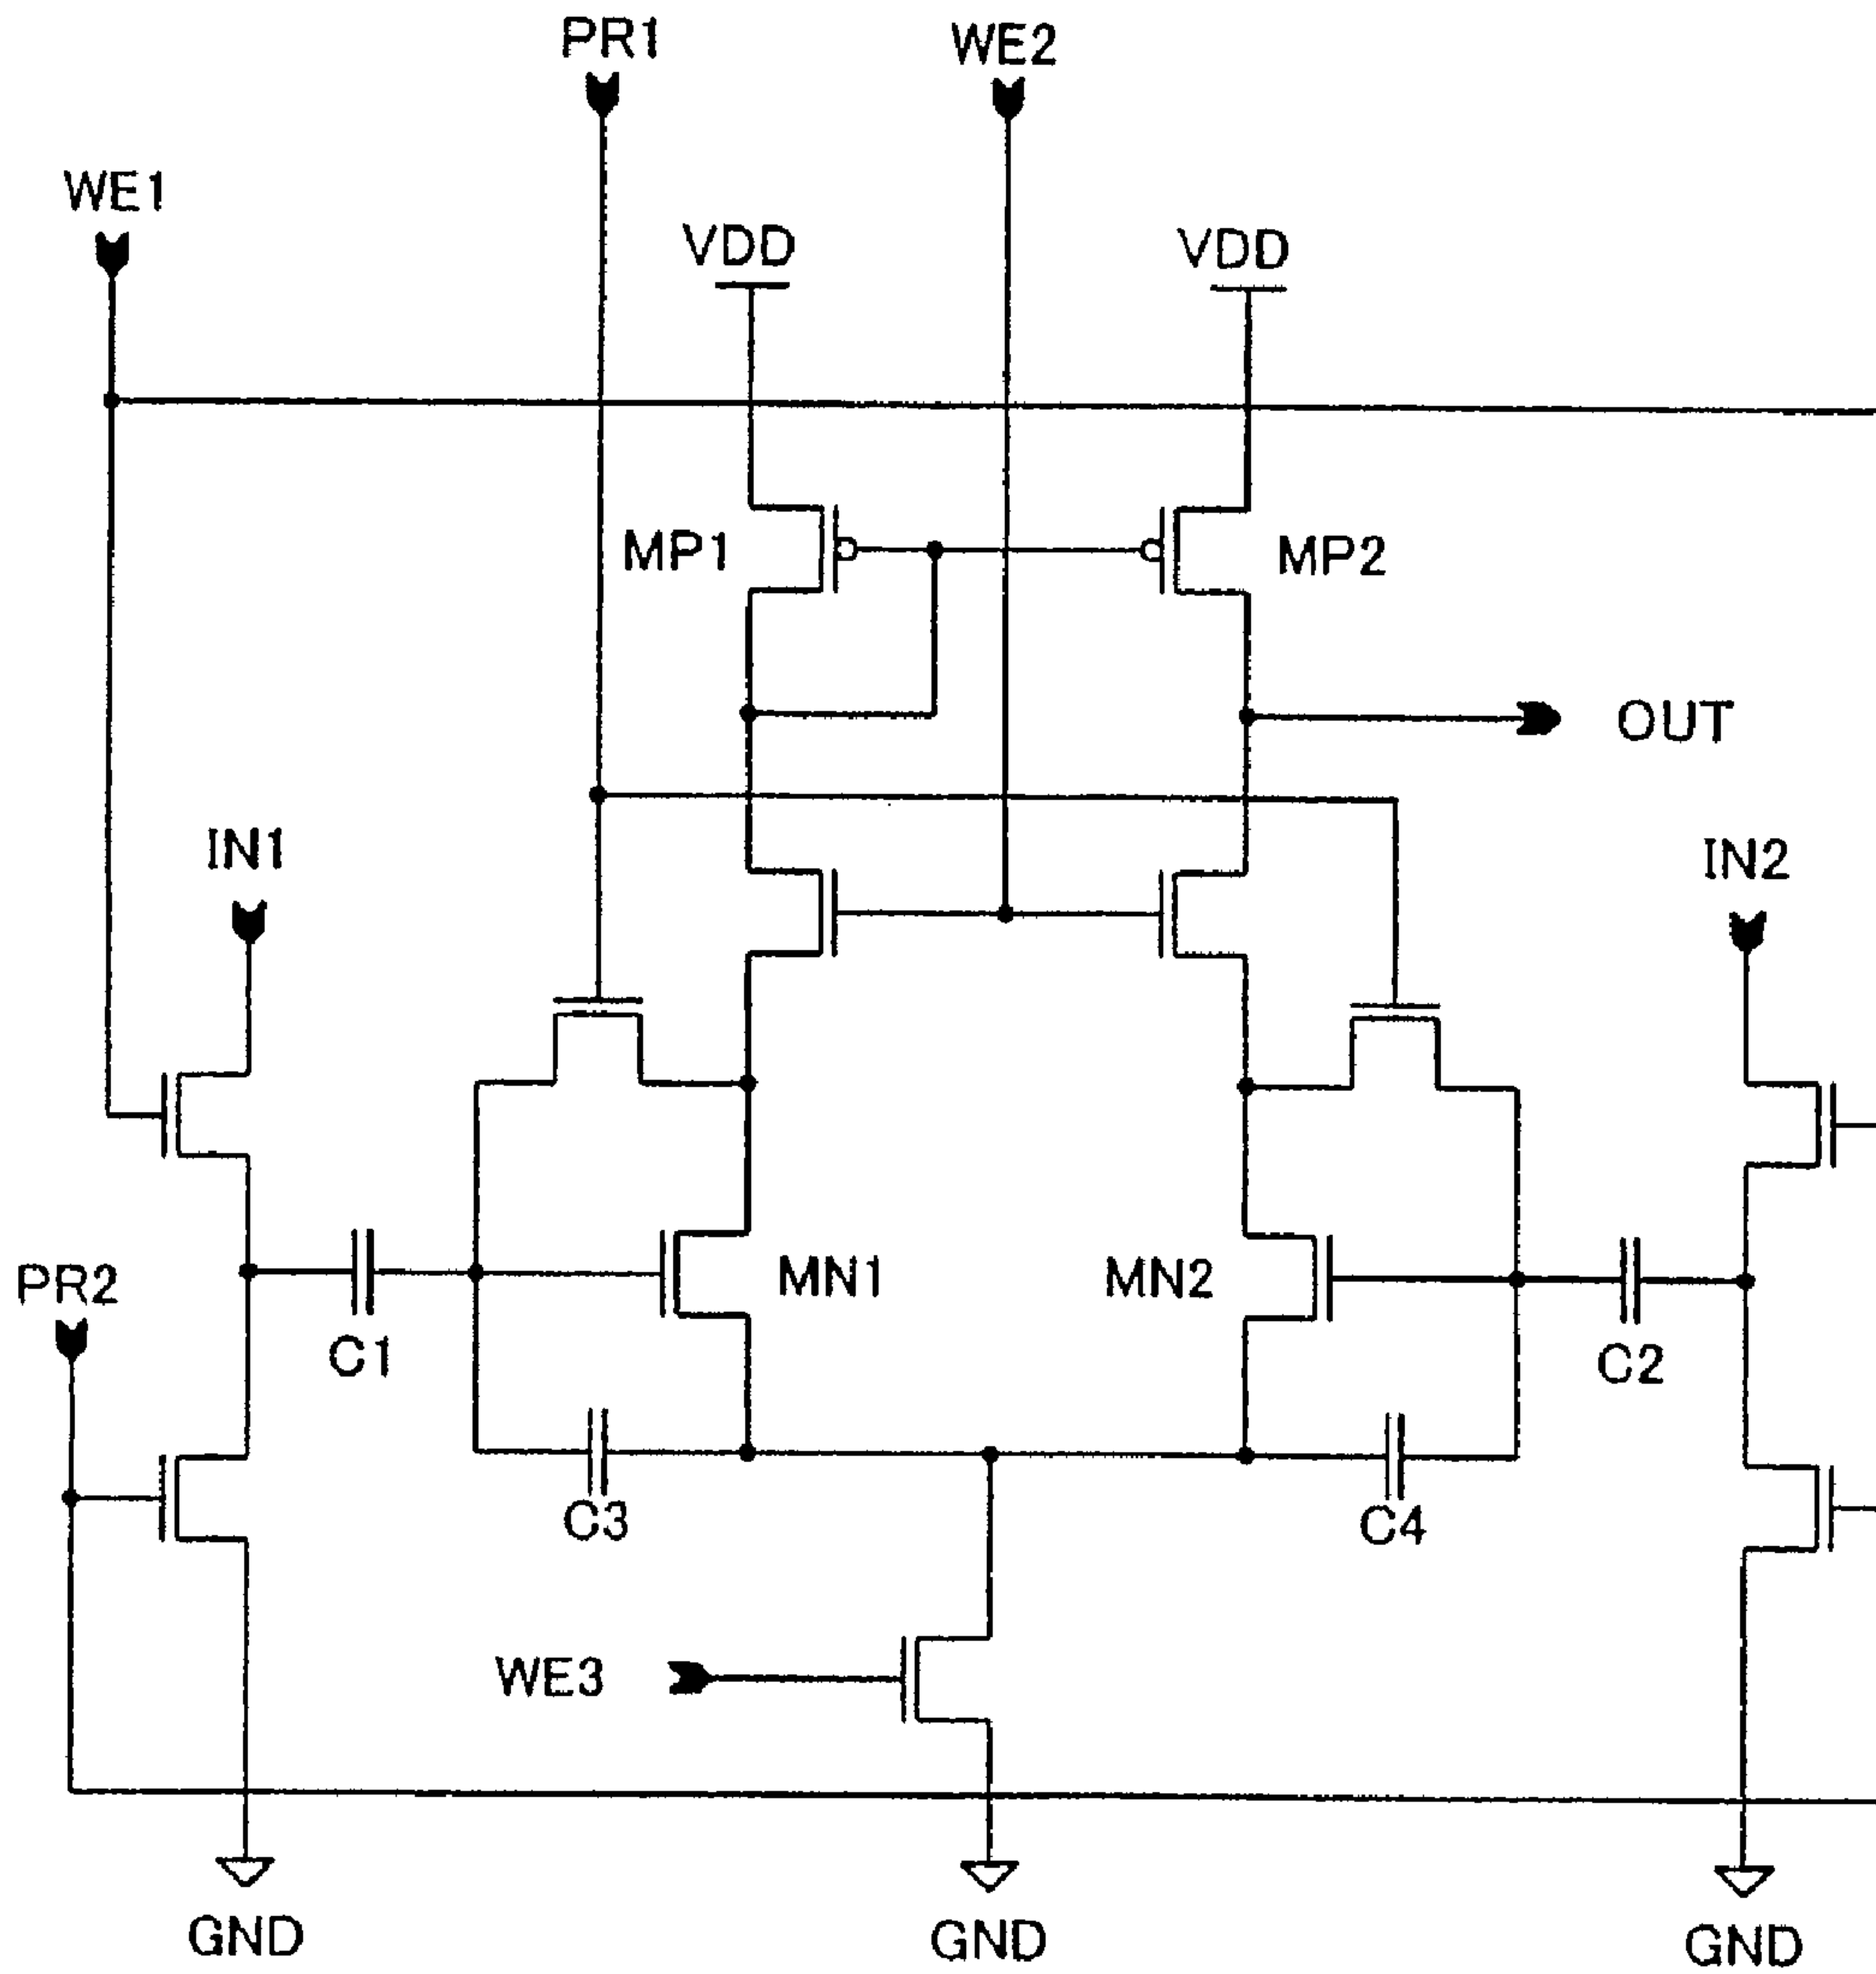 PR1
WE2
WE1
VDD
VDD
MP1
MP2
OUT
IN1
IN2
MN1
MN2
PR2
C1
C2
C3
C4
WE3
GND
GND
GND